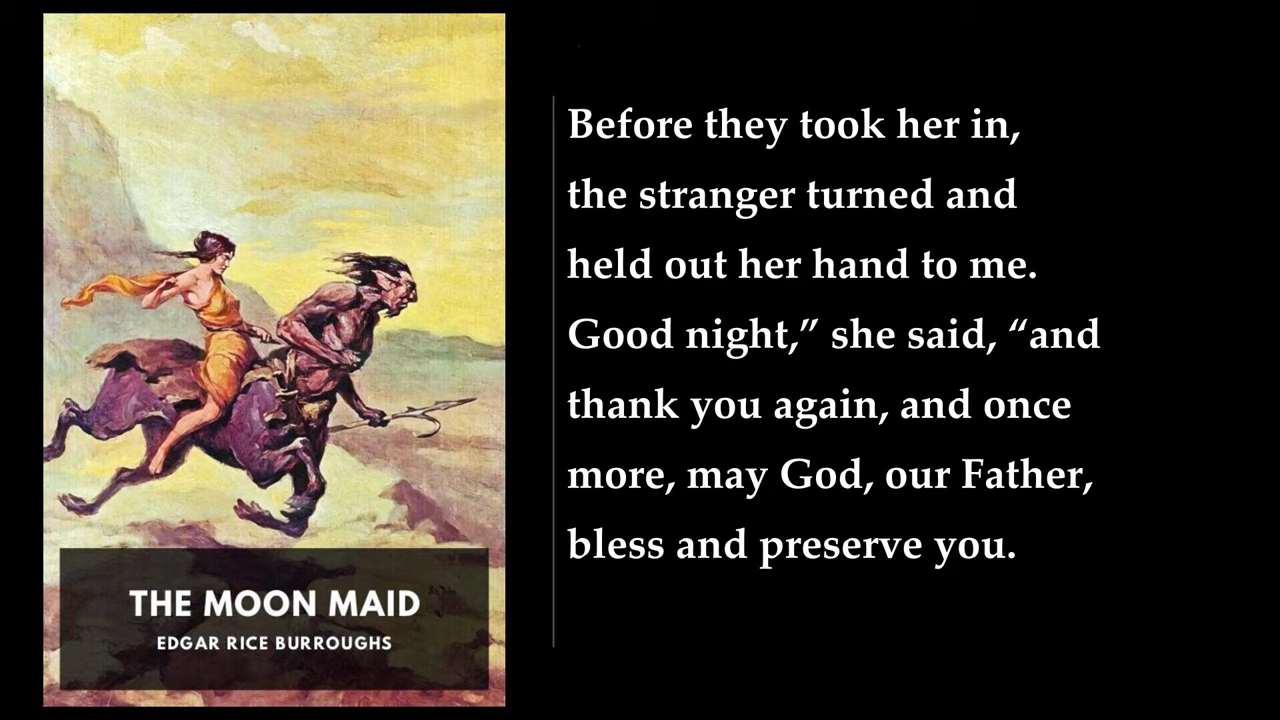 Before they took her in,
the stranger turned and
held out her hand to me.
Good night,” she said, “and
thank you again, and once
more, may God, our Father,
bless and preserve you.
THE MOON MAID
EDGAR RICE BURROUGHS